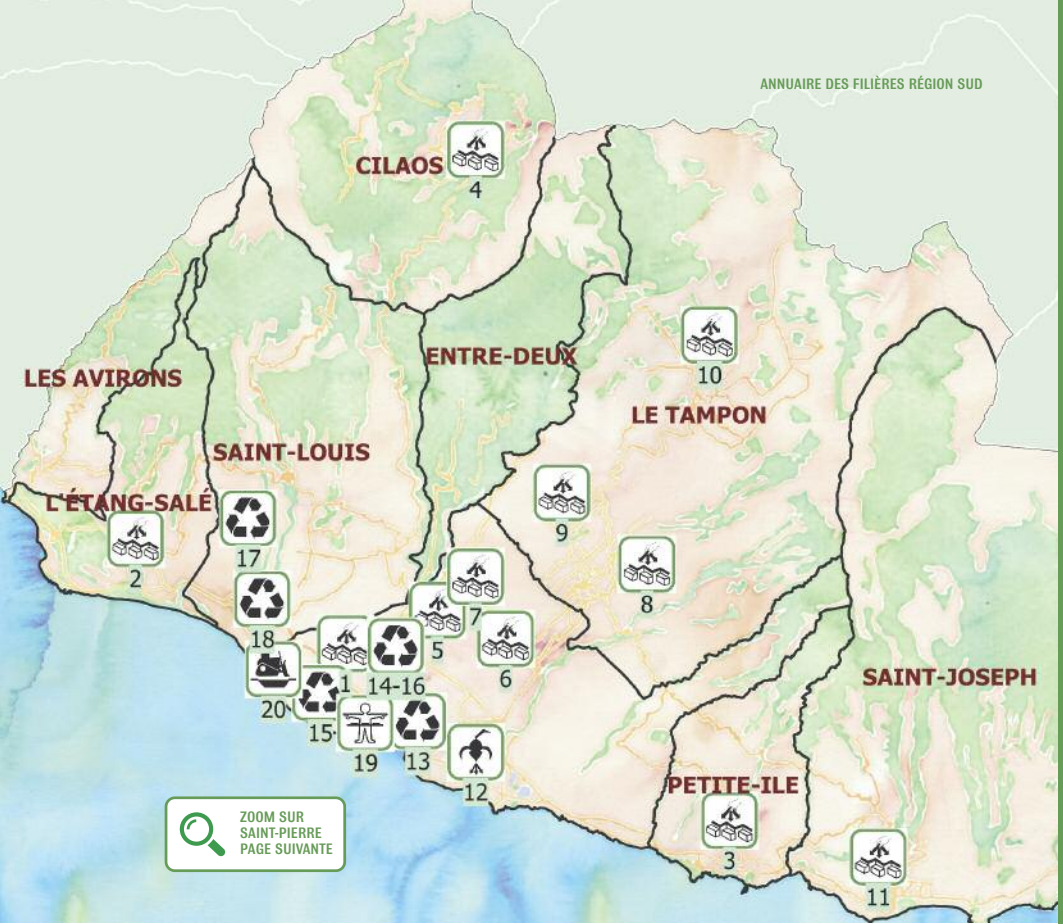 ANNUAIRE DES FILIÈRES RÉGION SUD
CILAOS
4
ENTRE-DEUX
10
LES AVIRONS
LE TAMPON
SAINT-LOUIS
L'ÉTANG-SALÉ
9
17
2
8
7
18
5
6
1
14-16
SAINT-JOSEPH
20
15
19
13
12
PETITE-ILE
3
11
ZOOM SUR
SAINT-PIERRE
PAGE SUIVANTE